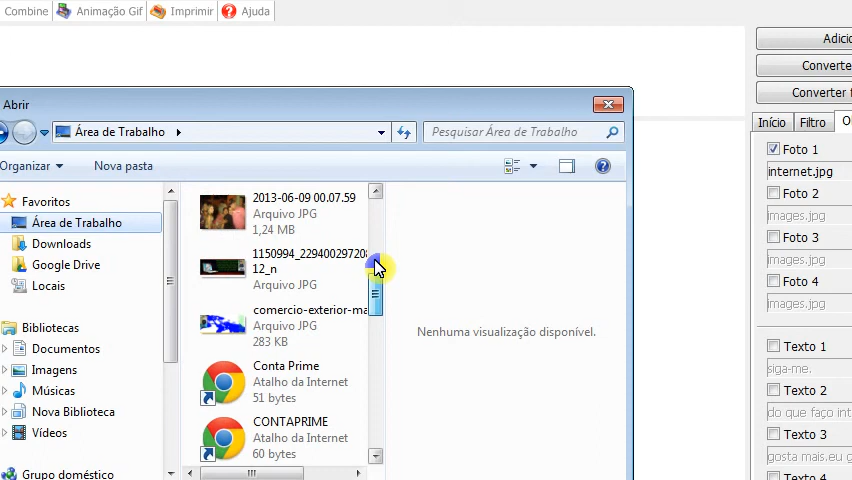 Combine Animação Gif Imprimir Ajuda
Adicio
Converte
Converter f
Início Filtro O
Foto 1
internet.jpg
Foto 2
images.jpg
Foto 3
images.jpg
Foto 4
images.jpg
Texto 1
siga-me.
Texto 2
do que faço int
Texto 3
gosta mais,eu g
Texto 4
Abrir
Área de Trabalho
Pesquisar Área de Trabalho
Organizar Nova pasta
Favoritos
Área de Trabalho
Downloads
Google Drive
Locais
Bibliotecas
Documentos
Imagens
Músicas
Nova Biblioteca
Vídeos
Grupo doméstico
2013-06-09 00.07.59
Arquivo JPG
1,24 MB
1150994_229400297208
12_n
Arquivo JPG
comercio-exterior-ma
Arquivo JPG
283 KB
Conta Prime
Atalho da Internet
51 bytes
CONTAPRIME
Atalho da Internet
50 bytes
Nenhuma visualização disponível.